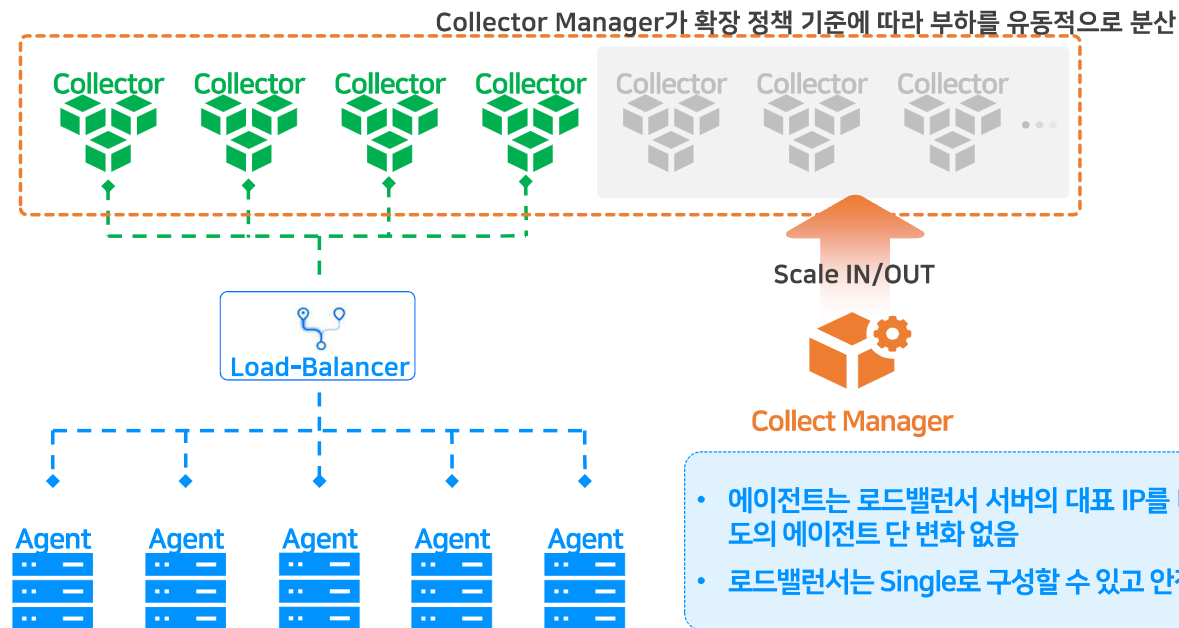 Collector Manager가 확장 정책 기준에 따라 부하를 유동적으로 분산
Collector Collector Collector Collector Collector Collector Collector
Scale IN/OUT
Load-Balancer
Collect Manager
• 에이전트는 로드밸런서 서버의 대표 IP를
도의 에이전트 단 변화 없음
• 로드밸런서는 Single로 구성할 수 있고
Agent Agent Agent Agent Agent